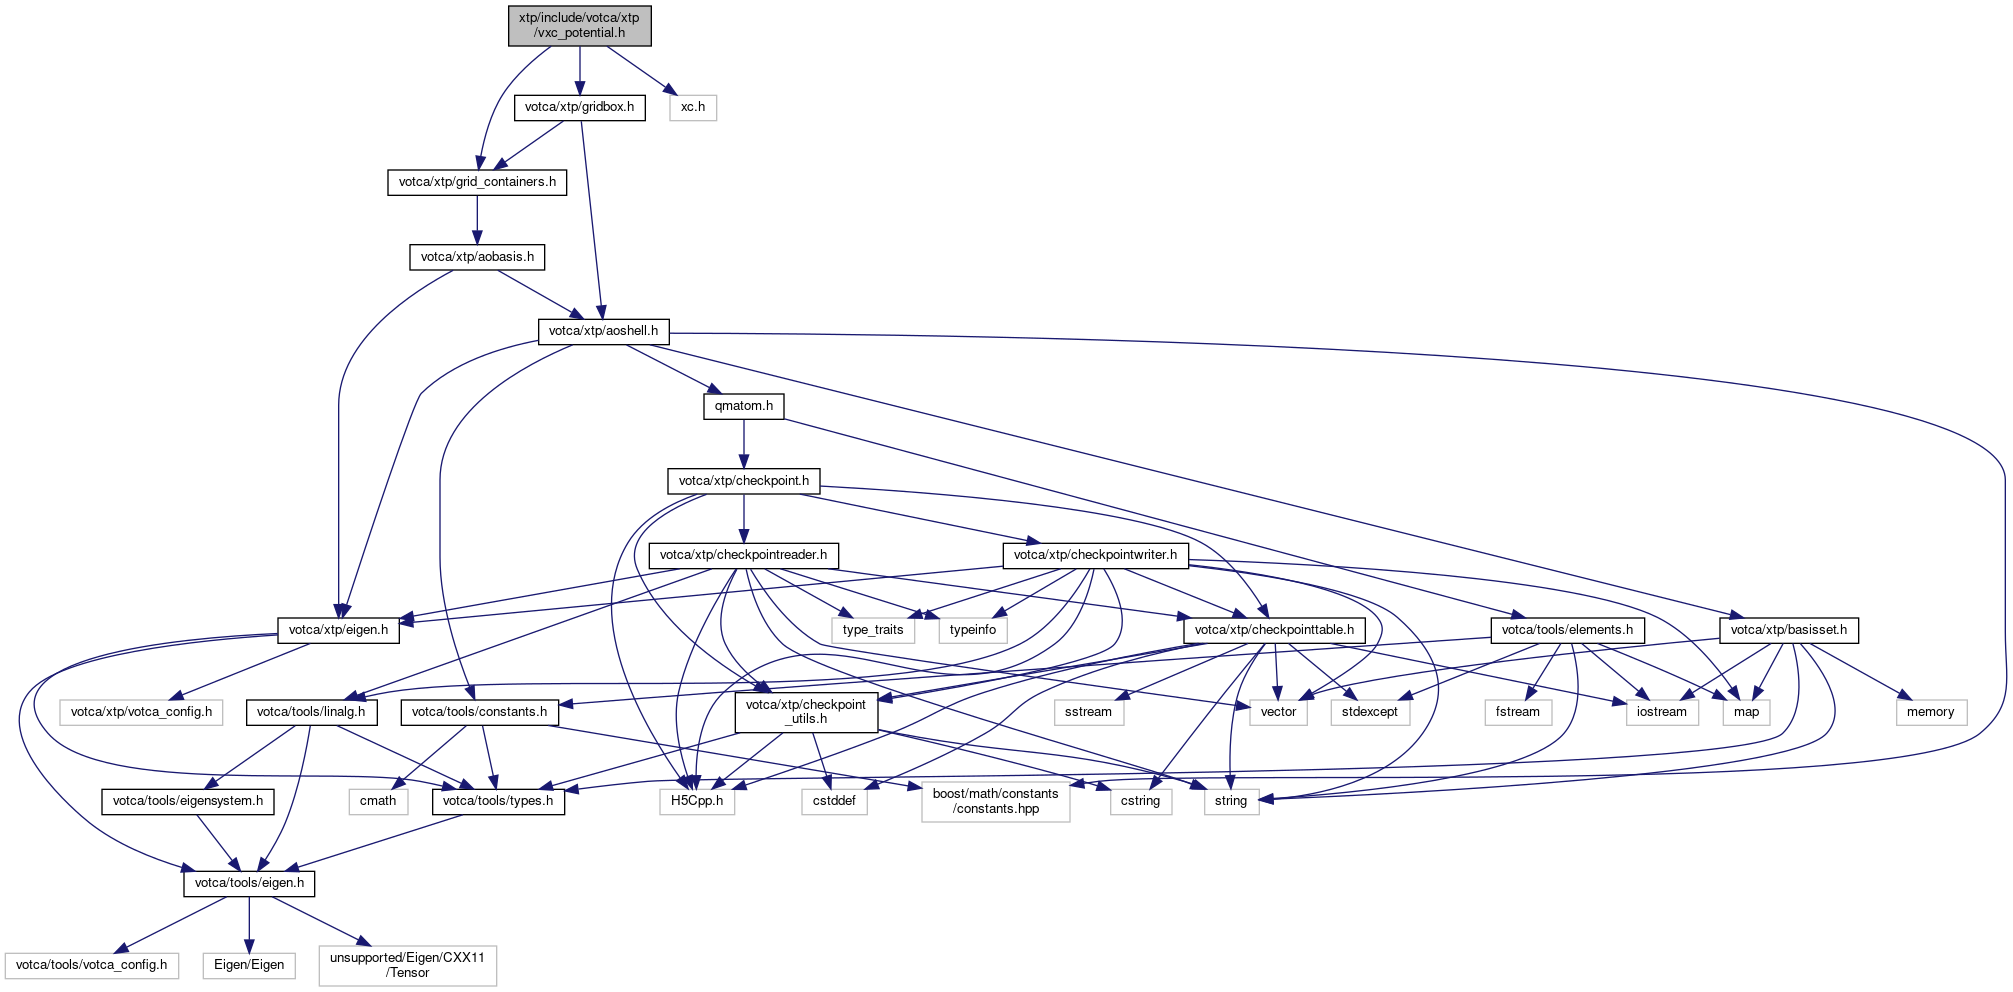 xtp/include/votca/xtp
/vxc_potential.h
votca/xtp/gridbox.h
xc.h
votca/xtp/grid_containers.h
votca/xtp/aobasis.h
votca/xtp/aoshell.h
qmatom.h
votca/xtp/checkpoint.h
votca/xtp/checkpointreader.h
votca/xtp/checkpointwriter.h
votca/xtp/eigen.h
type_traits
typeinfo
votca/xtp/checkpointtable.h
votca/tools/elements.h
votca/xtp/basisset.h
votca/xtp/votca_config.h
votca/tools/linalg.h
votca/tools/constants.h
votca/xtp/checkpoint
_utils.h
sstream
vector
stdexcept
fstream
iostream
map
memory
votca/tools/eigensystem.h
cmath
votca/tools/types.h
H5Cpp.h
cstddef
boost/math/constants
/constants.hpp
cstring
string
votca/tools/eigen.h
votca/tools/votca_config.h
Eigen/Eigen
unsupported/Eigen/CXX11
/Tensor